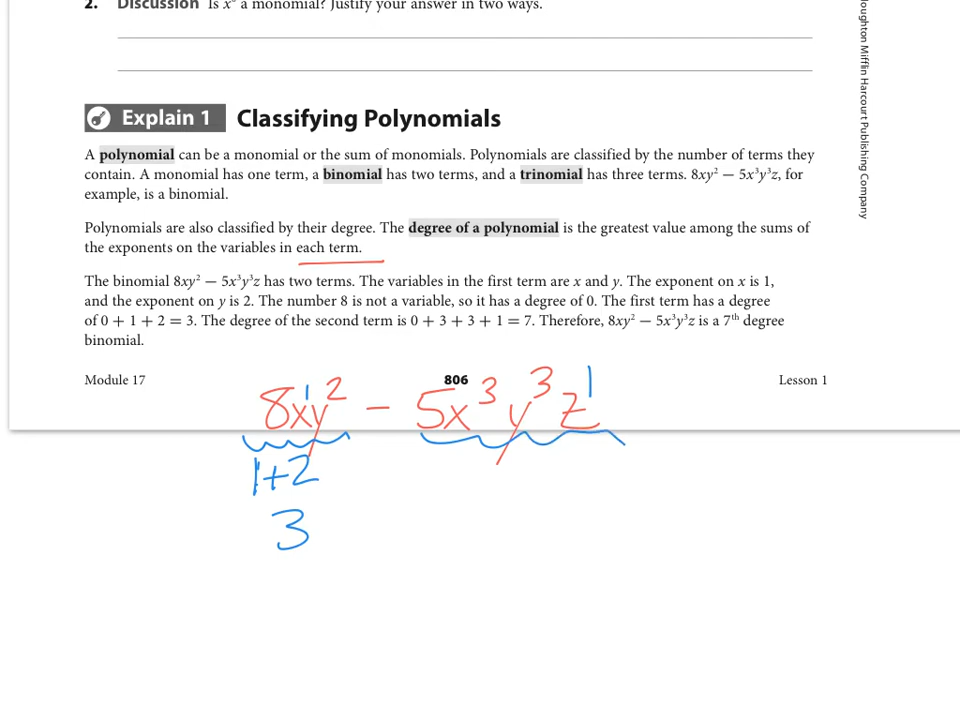 2. Discussion Is x⁠ a monomial? Justify your answer in two ways.
Houghton Mifflin Harcourt Publishing Company
Explain 1 Classifying Polynomials
A polynomial can be a monomial or the sum of monomials. Polynomials are classified by the number of terms they
contain. A monomial has one term, a binomial has two terms, and a trinomial has three terms. 8xy² − 5x³y³z, for
example, is a binomial.
Polynomials are also classified by their degree. The degree of a polynomial is the greatest value among the sums of
the exponents on the variables in each term.
The binomial 8xy² − 5x³y³z has two terms. The variables in the first term are x and y. The exponent on x is 1,
and the exponent on y is 2. The number 8 is not a variable, so it has a degree of 0. The first term has a degree
of 0 + 1 + 2 = 3. The degree of the second term is 0 + 3 + 3 + 1 = 7. Therefore, 8xy² − 5x³y³z is a 7th degree
binomial.
Module 17 806 Lesson 1
8x¹y² − 5x³y³z¹
1+2
3